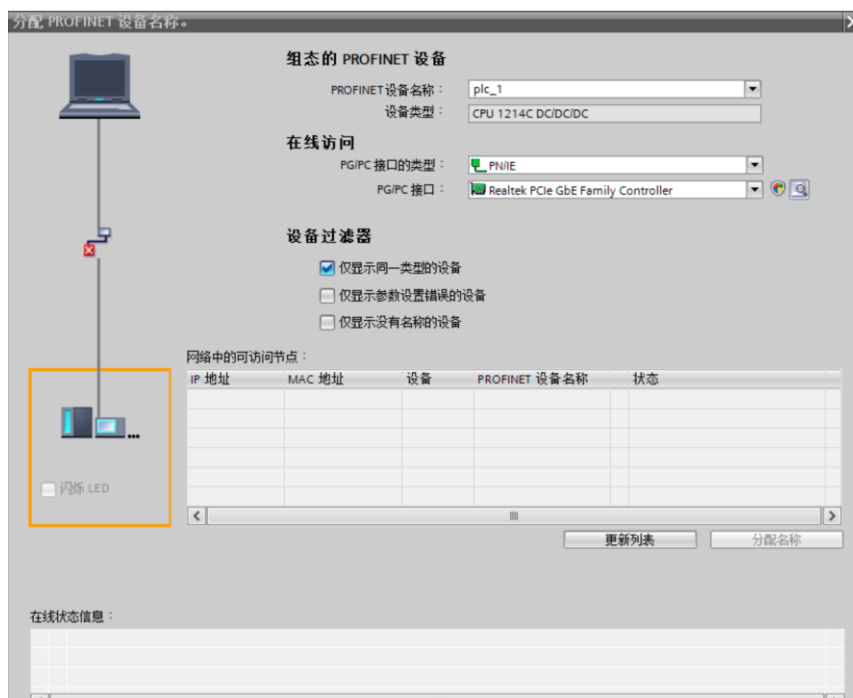 分配 PROFINET 设备名称。
组态的 PROFINET 设备
PROFINET设备名称： plc_1
设备类型： CPU 1214C DC/DC/DC
在线访问
PG/PC 接口的类型： PN/IE
PG/PC 接口： Realtek PCIe GbE Family Controller
设备过滤器
仅显示同一类型的设备
仅显示参数设置错误的设备
仅显示没有名称的设备
网络中的可访问节点：
IP 地址 MAC 地址 设备 PROFINET 设备名称 状态
闪烁 LED
更新列表 分配名称
在线状态信息：